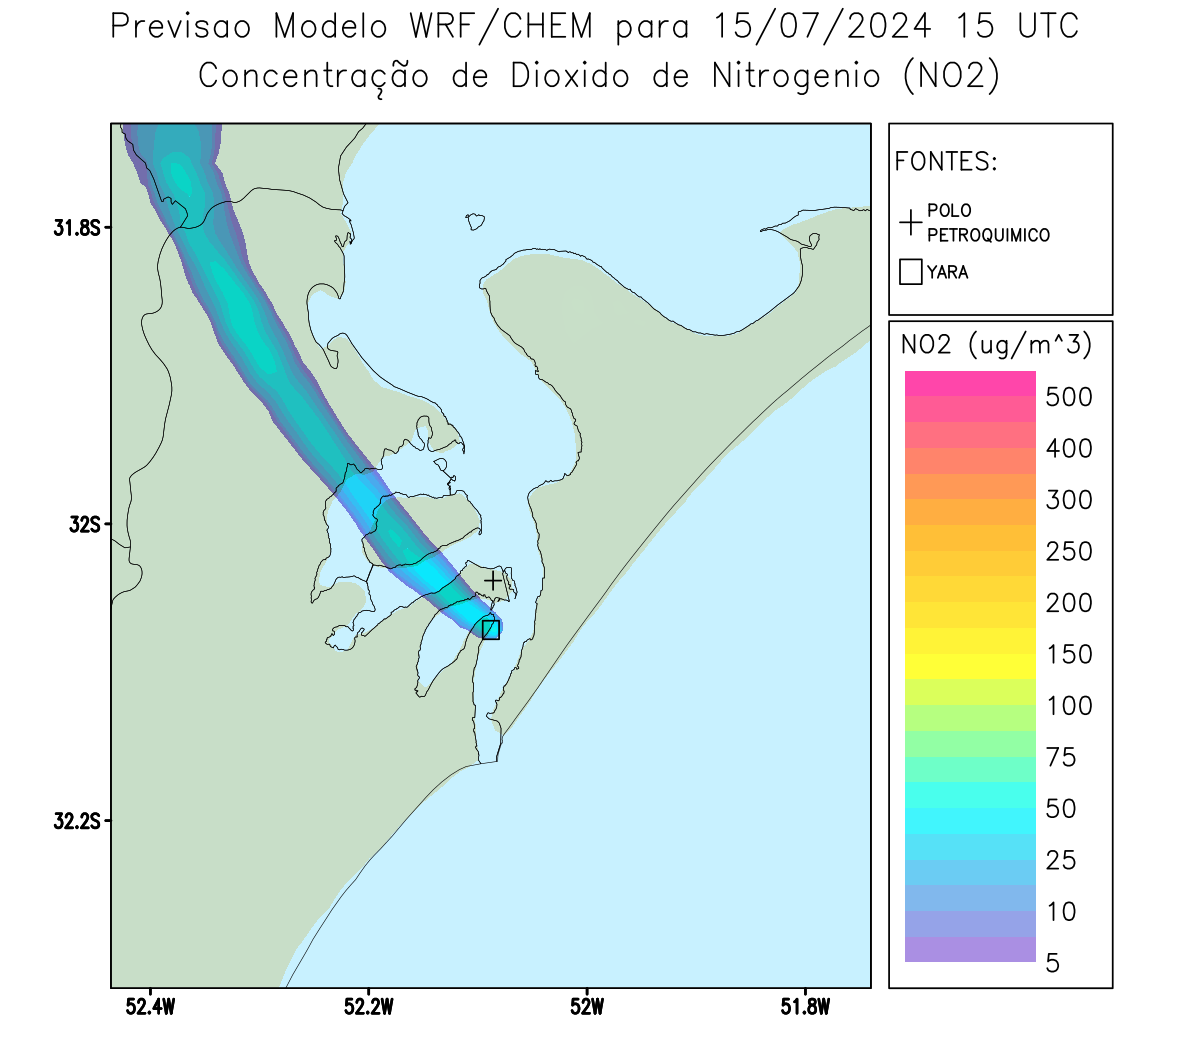 Previsao Modelo WRF/CHEM para 15/07/2024 15 UTC
Concentração de Dioxido de Nitrogenio (NO2)
FONTES:
POLO
PETROQUIMICO
YARA
NO2 (ug/m^3)
500
400
300
250
200
150
100
75
50
25
10
5
31.8S
32S
32.2S
52.4W
52.2W
52W
51.8W